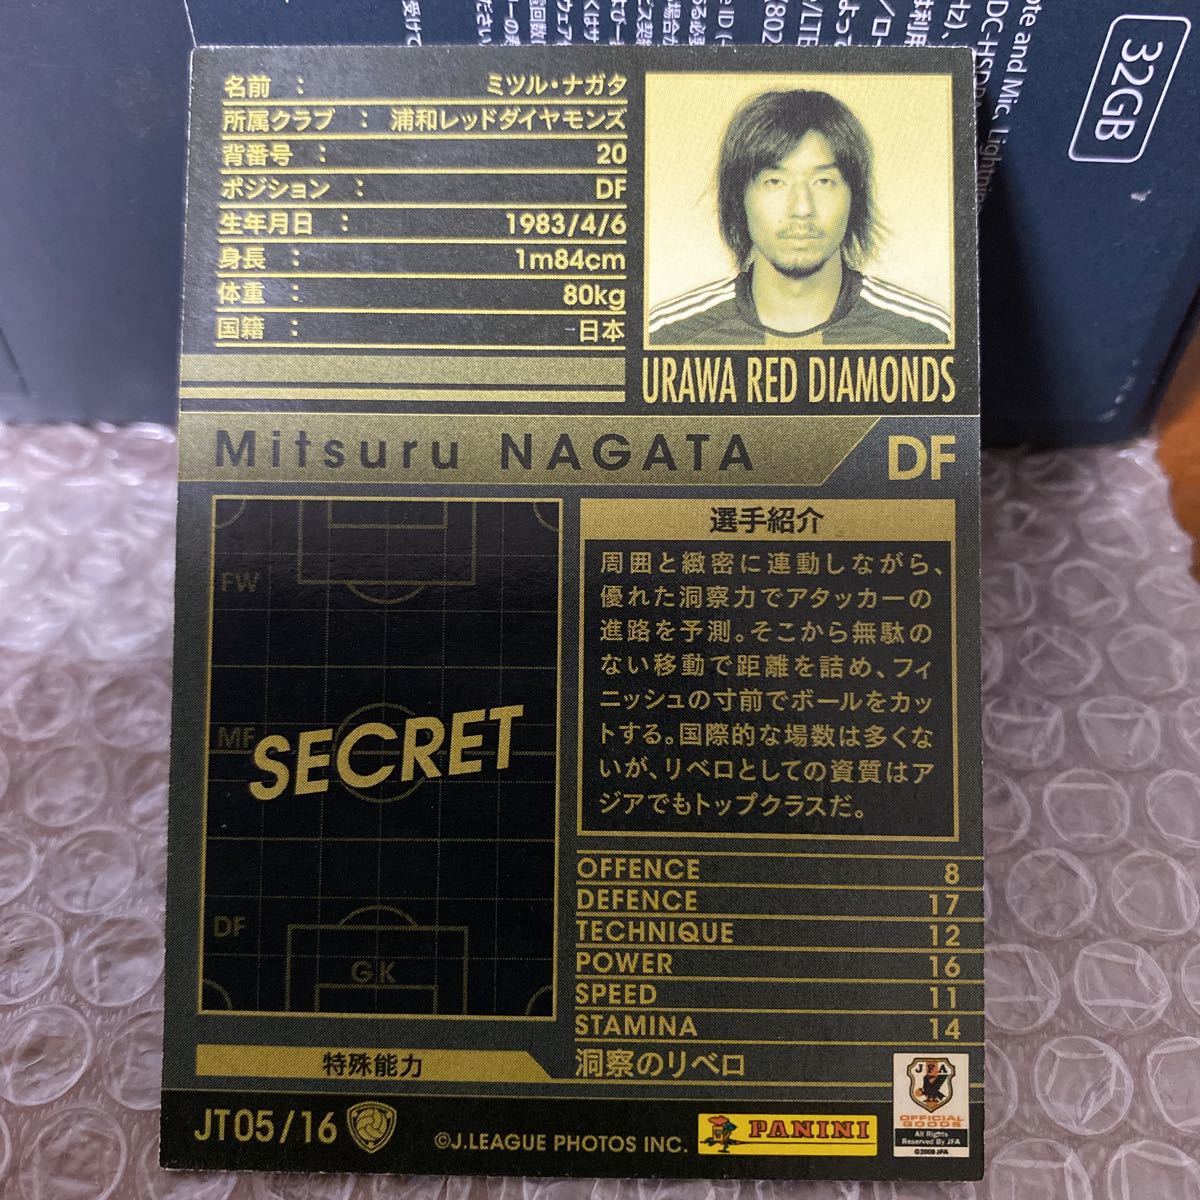 32GB
ote and Mic, Lightnin
名前 : ミツル・ナガタ
所属クラブ : 浦和レッドダイヤモンズ
背番号 : 20
ポジション : DF
生年月日 : 1983/4/6
身長 : 1m84cm
体重 : 80kg
国籍 : 日本
URAWA RED DIAMONDS
Mitsuru NAGATA
DF
FW
MF
SECRET
DF
GK
選手紹介
周囲と緻密に連動しながら、
優れた洞察力でアタッカーの
進路を予測。そこから無駄の
ない移動で距離を詰め、フィ
ニッシュの寸前でボールをカッ
トする。国際的な場数は多くな
いが、リベロとしての資質はア
ジアでもトップクラスだ。
OFFENCE 8
DEFENCE 17
TECHNIQUE 12
POWER 16
SPEED 11
STAMINA 14
特殊能力 洞察のリベロ
JT05/16
©J.LEAGUE PHOTOS INC.
PANINI
JFA
OFFICIAL
GOODS
All Rights
Reserved By JFA